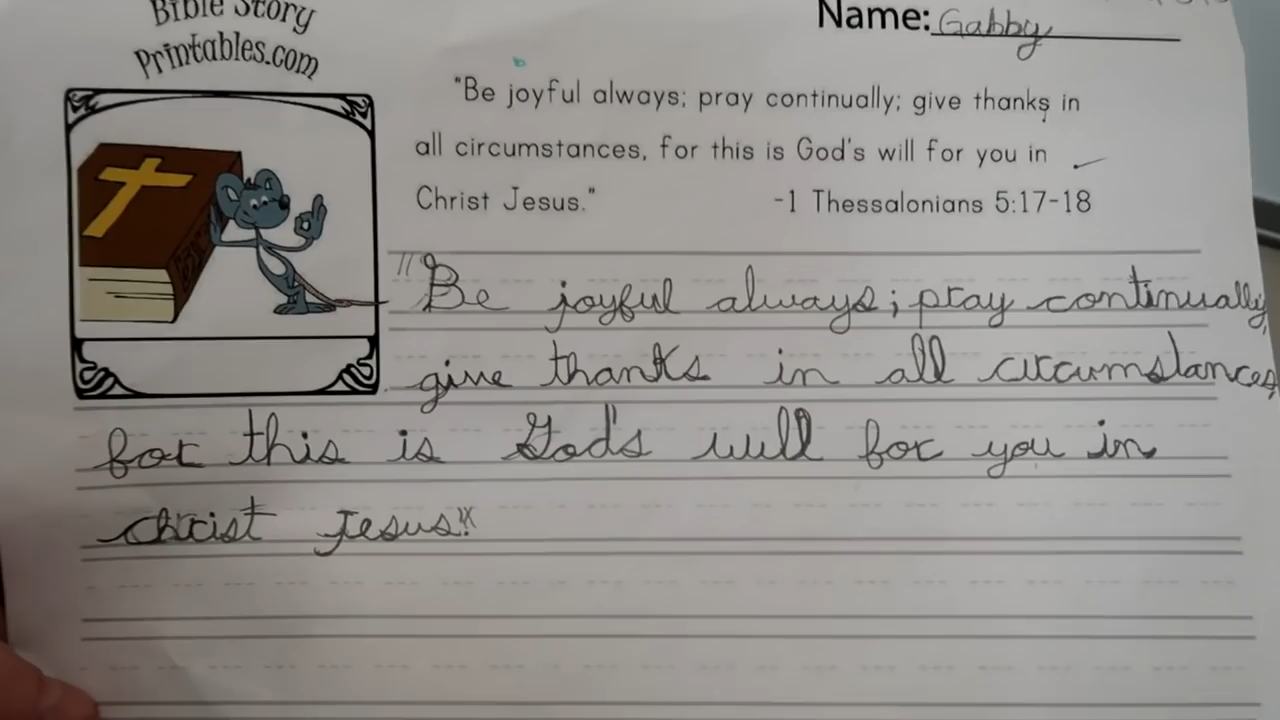 Bible Story
Printables.com
Name: Gabby
"Be joyful always; pray continually; give thanks in
all circumstances, for this is God's will for you in
Christ Jesus."
-1 Thessalonians 5:17-18
"Be joyful always; pray continually,
give thanks in all circumstances,
for this is God's will for you in
christ Jesus."